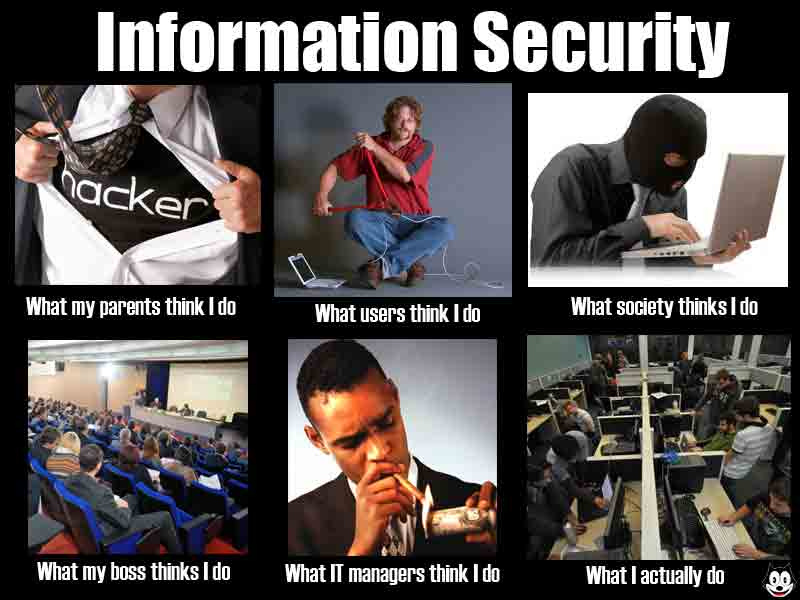 Information Security
hacker
What my parents think I do
What users think I do
What society thinks I do
What my boss thinks I do
What IT managers think I do
What I actually do